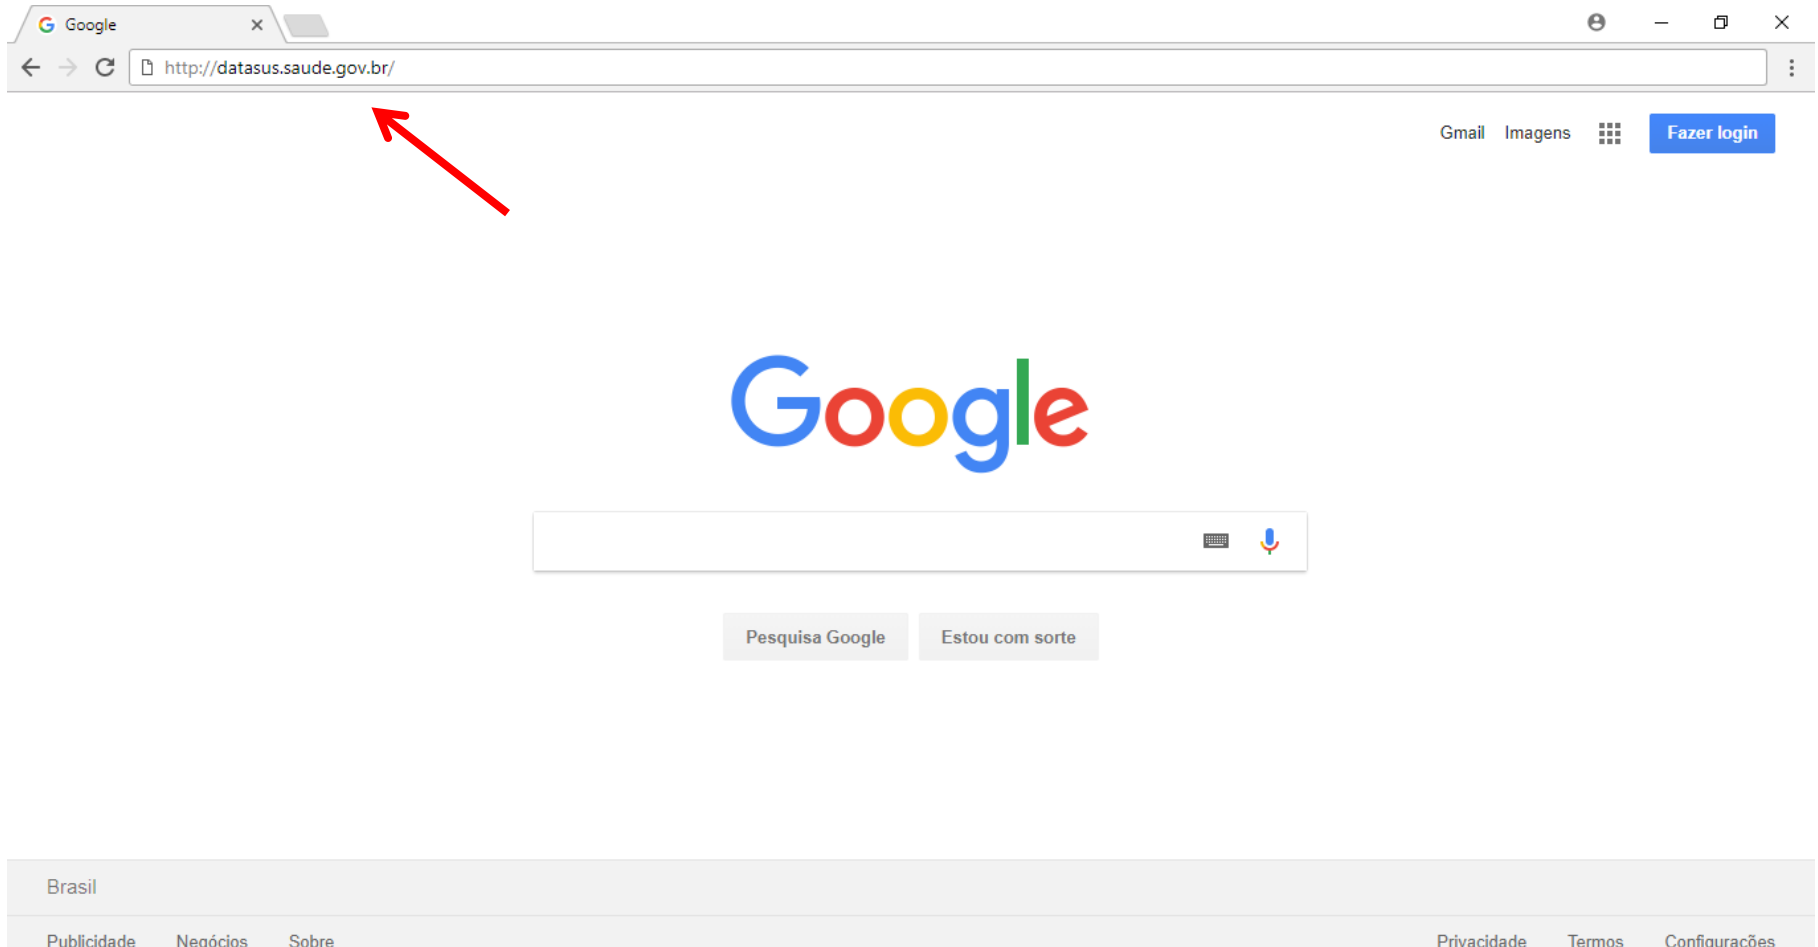 Google
http://datasus.saude.gov.br/
Gmail Imagens Fazer login
Google
Pesquisa Google Estou com sorte
Brasil
Publicidade Negócios Sobre Privacidade Termos Configurações